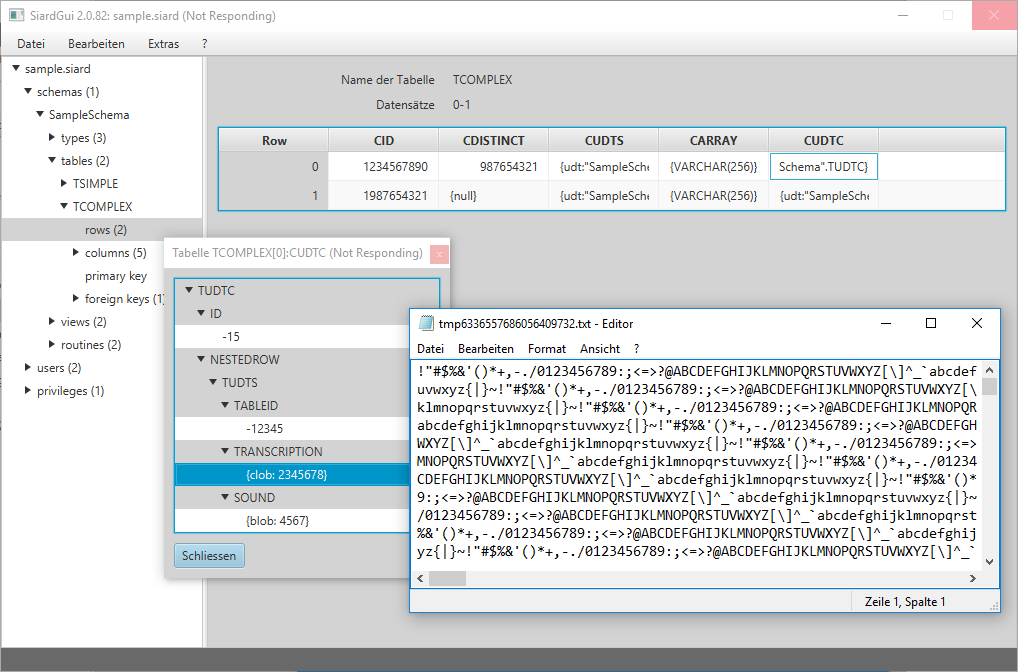 SiardGui 2.0.82: sample.siard (Not Responding)
Datei Bearbeiten Extras ?
sample.siard
schemas (1)
SampleSchema
types (3)
tables (2)
TSIMPLE
TCOMPLEX
rows (2)
columns (5)
primary key
foreign keys (1)
views (2)
routines (2)
users (2)
privileges (1)
Name der Tabelle TCOMPLEX
Datensätze 0-1
Row CID CDISTINCT CUDTS CARRAY CUDTC
0 1234567890 987654321 {udt:"SampleSche {VARCHAR(256)} Schema".TUDTC}
1 1987654321 {null} {udt:"SampleSche {VARCHAR(256)} {udt:"SampleSche
Tabelle TCOMPLEX[0]:CUDTC (Not Responding)
TUDTC
ID
-15
NESTEDROW
TUDTS
TABLEID
-12345
TRANSCRIPTION
{clob: 2345678}
SOUND
{blob: 4567}
Schliessen
tmp6336557686056409732.txt - Editor
Datei Bearbeiten Format Ansicht ?
!"#$%&'()*+,-./0123456789:;<=>?@ABCDEFGHIJKLMNOPQRSTUVWXYZ[\]^_`abcdef
uvwxyz{|}~!"#$%&'()*+,-./0123456789:;<=>?@ABCDEFGHIJKLMNOPQRSTUVWXYZ[\
klmnopqrstuvwxyz{|}~!"#$%&'()*+,-./0123456789:;<=>?@ABCDEFGHIJKLMNOPQR
abcdefghijklmnopqrstuvwxyz{|}~!"#$%&'()*+,-./0123456789:;<=>?@ABCDEFGH
WXYZ[\]^_`abcdefghijklmnopqrstuvwxyz{|}~!"#$%&'()*+,-./0123456789:;<=>
MNOPQRSTUVWXYZ[\]^_`abcdefghijklmnopqrstuvwxyz{|}~!"#$%&'()*+,-./01234
CDEFGHIJKLMNOPQRSTUVWXYZ[\]^_`abcdefghijklmnopqrstuvwxyz{|}~!"#$%&'()*
9:;<=>?@ABCDEFGHIJKLMNOPQRSTUVWXYZ[\]^_`abcdefghijklmnopqrstuvwxyz{|}~
/0123456789:;<=>?@ABCDEFGHIJKLMNOPQRSTUVWXYZ[\]^_`abcdefghijklmnopqrst
%&'()*+,-./0123456789:;<=>?@ABCDEFGHIJKLMNOPQRSTUVWXYZ[\]^_`abcdefghij
yz{|}~!"#$%&'()*+,-./0123456789:;<=>?@ABCDEFGHIJKLMNOPQRSTUVWXYZ[\]^_`
Zeile 1, Spalte 1